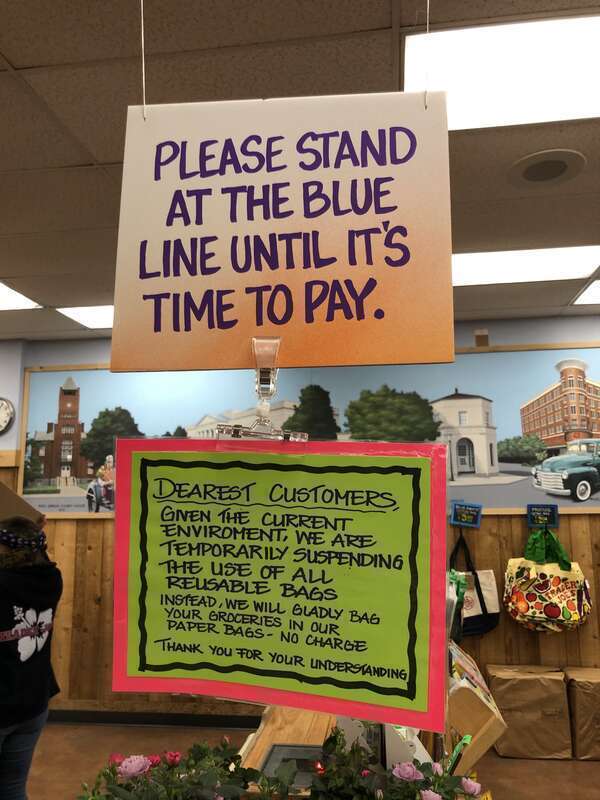 PLEASE STAND
AT THE BLUE
LINE UNTIL IT'S
TIME TO PAY.
DEAREST CUSTOMERS,
GIVEN THE CURRENT
ENVIROMENT, WE ARE
TEMPORARILY SUSPENDING
THE USE OF ALL
REUSABLE BAGS
INSTEAD, WE WILL GLADLY BAG
YOUR GROCERIES IN OUR
PAPER BAGS - NO CHARGE
THANK YOU FOR YOUR UNDERSTANDING